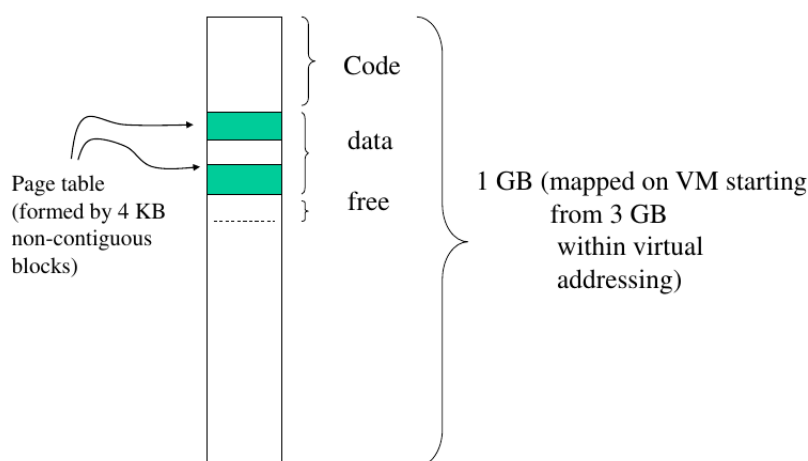 Code
data
free
Page table
(formed by 4 KB
non-contiguous
blocks)
1 GB (mapped on VM starting
from 3 GB
within virtual
addressing)